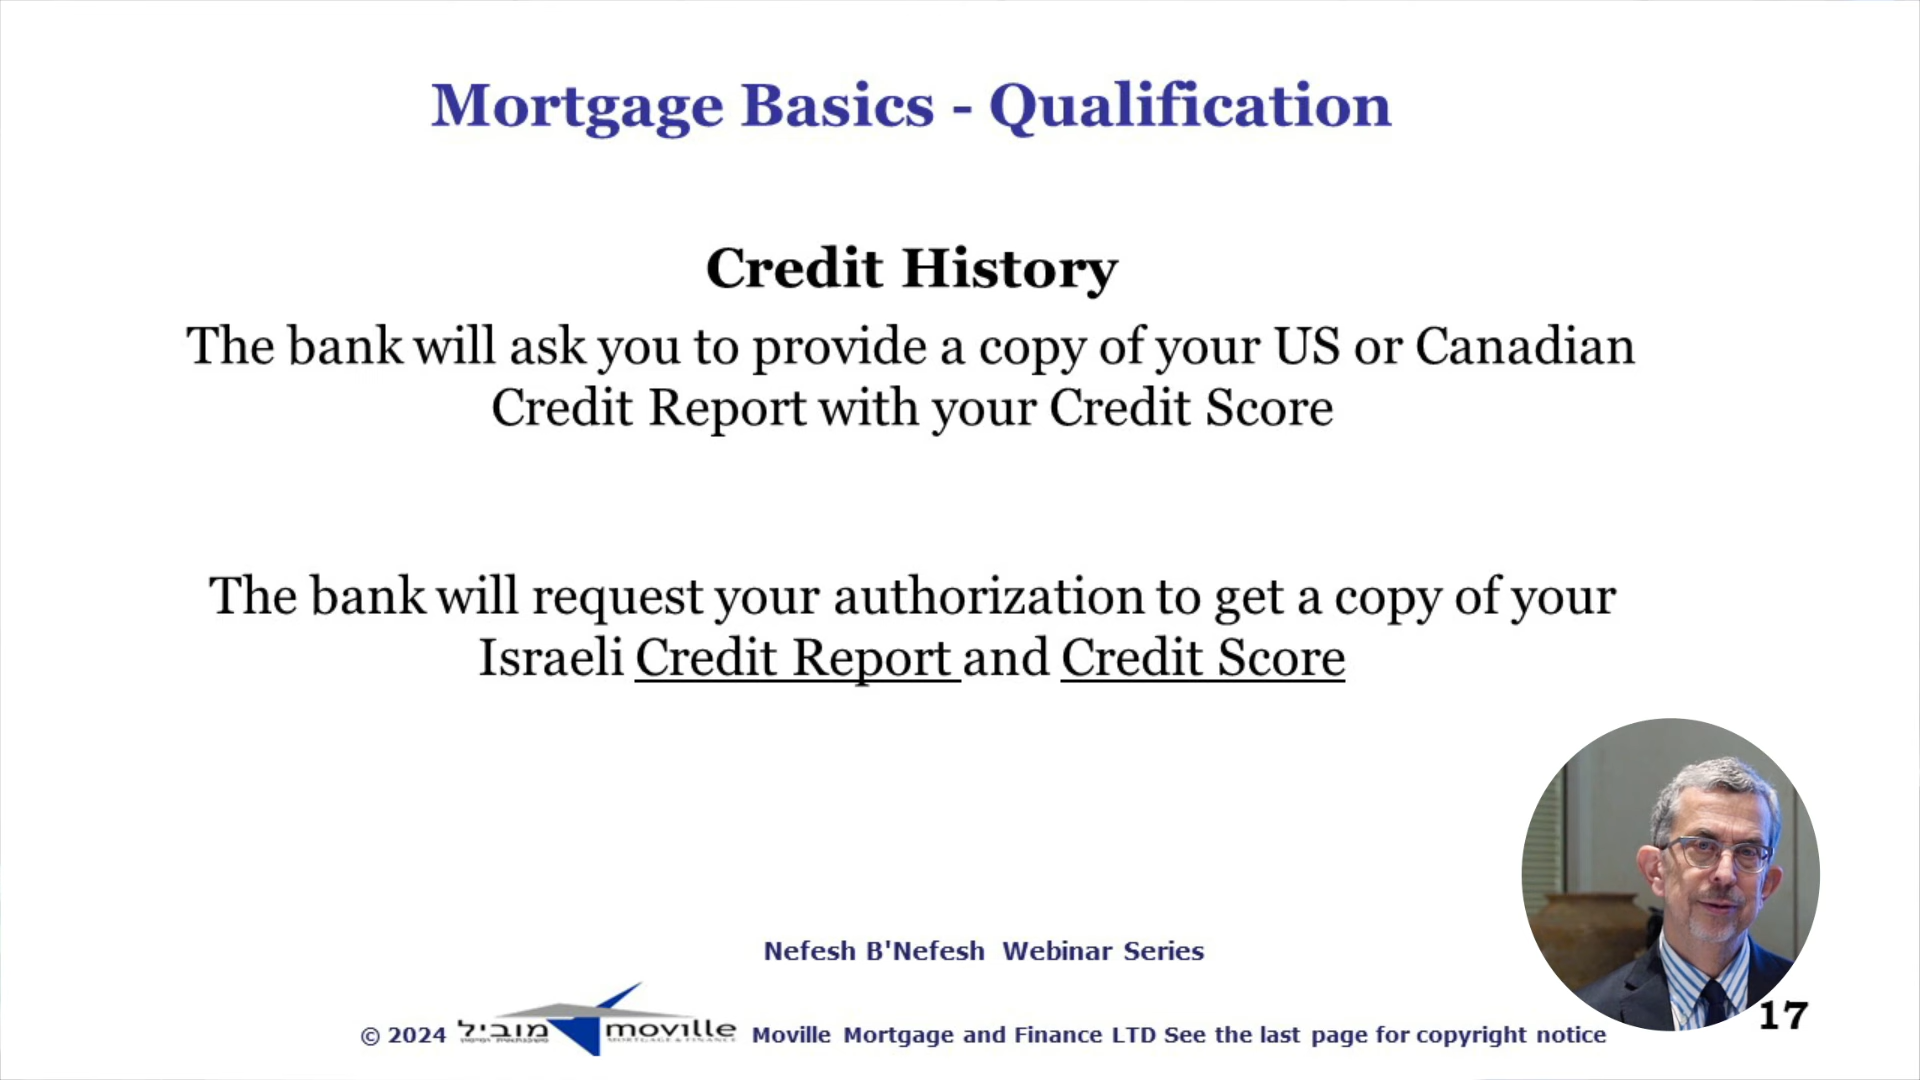 Mortgage Basics - Qualification
Credit History
The bank will ask you to provide a copy of your US or Canadian
Credit Report with your Credit Score
The bank will request your authorization to get a copy of your
Israeli Credit Report and Credit Score
Nefesh B'Nefesh Webinar Series
© 2024 מוביל moville Moville Mortgage and Finance LTD See the last page for copyright notice
MORTGAGE & FINANCE
17